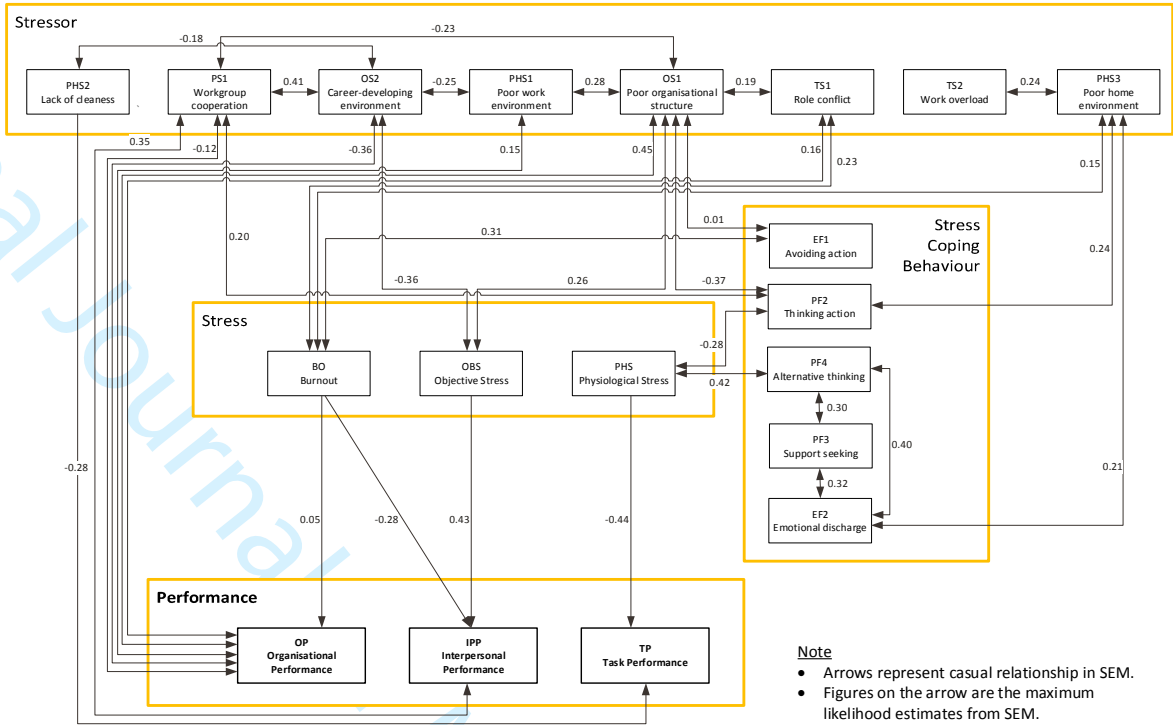 Stressor
-0.18
-0.23
PHS2
Lack of cleaness
PS1
Workgroup
cooperation
0.41
OS2
Career-developing
environment
-0.25
PHS1
Poor work
environment
0.28
OS1
Poor organisational
structure
0.19
TS1
Role conflict
TS2
Work overload
0.24
PHS3
Poor home
environment
0.35
-0.12
-0.36
0.15
0.45
0.16
0.23
0.15
0.20
0.31
0.01
-0.36
0.26
-0.37
0.24
Stress
Coping
Behaviour
EF1
Avoiding action
PF2
Thinking action
Stress
-0.28
BO
Burnout
OBS
Objective Stress
PHS
Physiological Stress
0.42
PF4
Alternative thinking
0.30
0.40
PF3
Support seeking
0.32
0.21
EF2
Emotional discharge
-0.28
0.05
-0.28
0.43
-0.44
Performance
OP
Organisational
Performance
IPP
Interpersonal
Performance
TP
Task Performance
Note
• Arrows represent casual relationship in SEM.
• Figures on the arrow are the maximum
likelihood estimates from SEM.
nal Journal